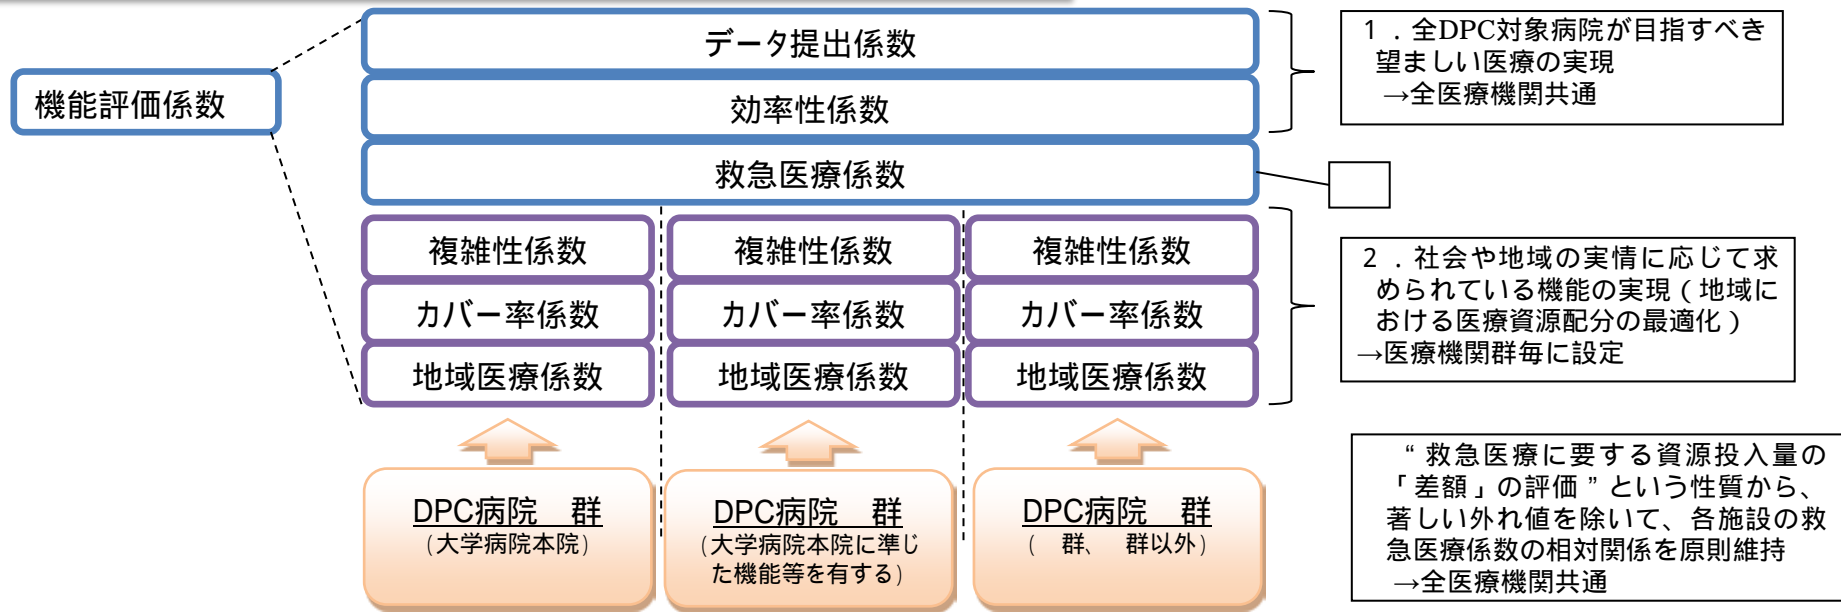 機能評価係数
データ提出係数
効率性係数
救急医療係数
複雑性係数
カバー率係数
地域医療係数
複雑性係数
カバー率係数
地域医療係数
複雑性係数
カバー率係数
地域医療係数
DPC病院　群
(大学病院本院)
DPC病院　群
(大学病院本院に準じ
た機能等を有する)
DPC病院　群
(　群、　群以外)
１．全DPC対象病院が目指すべき
望ましい医療の実現
→全医療機関共通
２．社会や地域の実情に応じて求
められている機能の実現（地域に
おける医療資源配分の最適化）
→医療機関群毎に設定
“救急医療に要する資源投入量の
「差額」の評価”という性質から、
著しい外れ値を除いて、各施設の救
急医療係数の相対関係を原則維持
→全医療機関共通